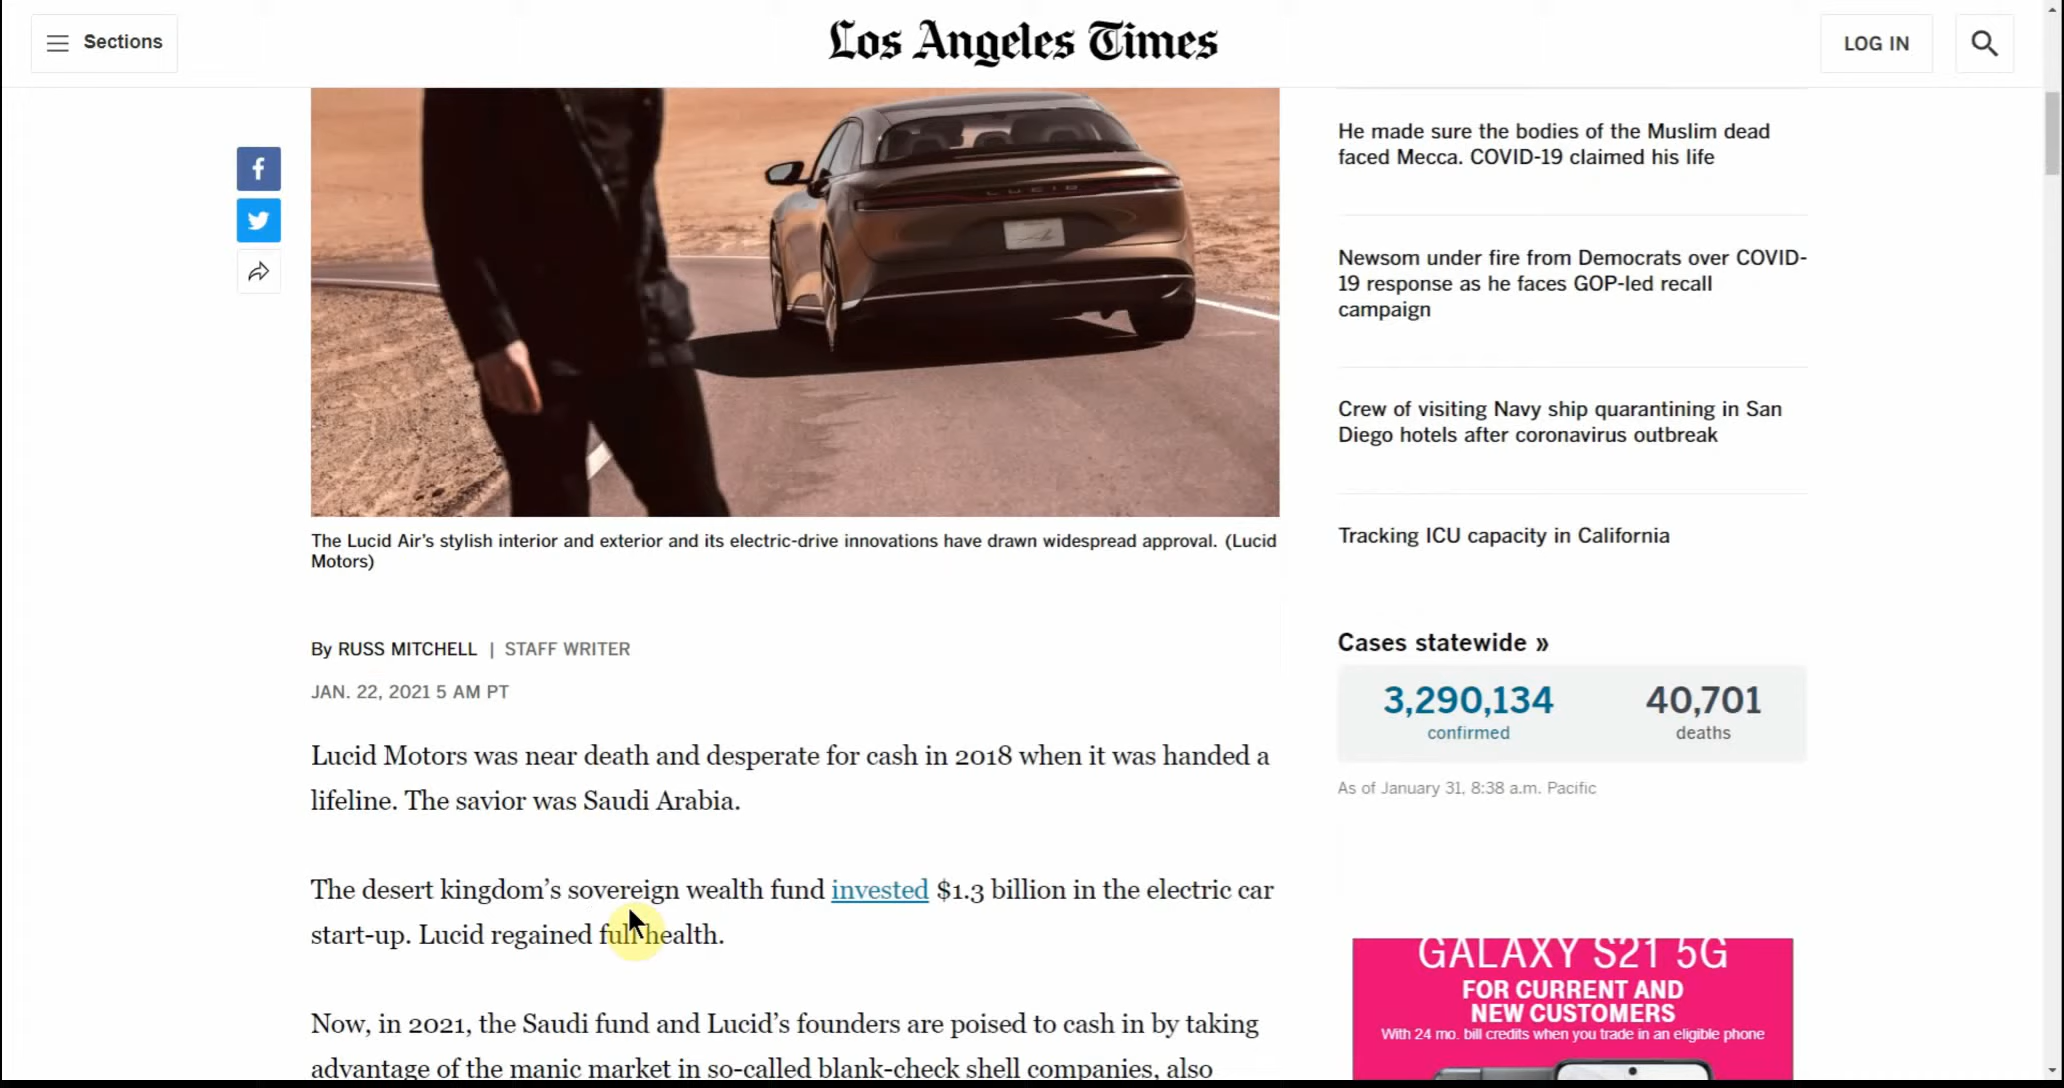 Sections
Los Angeles Times
LOG IN
LUCID
The Lucid Air's stylish interior and exterior and its electric-drive innovations have drawn widespread approval. (Lucid
Motors)
By RUSS MITCHELL | STAFF WRITER
JAN. 22, 2021 5 AM PT
Lucid Motors was near death and desperate for cash in 2018 when it was handed a
lifeline. The savior was Saudi Arabia.
The desert kingdom's sovereign wealth fund invested $1.3 billion in the electric car
start-up. Lucid regained full health.
Now, in 2021, the Saudi fund and Lucid's founders are poised to cash in by taking
advantage of the manic market in so-called blank-check shell companies, also
He made sure the bodies of the Muslim dead
faced Mecca. COVID-19 claimed his life
Newsom under fire from Democrats over COVID-
19 response as he faces GOP-led recall
campaign
Crew of visiting Navy ship quarantining in San
Diego hotels after coronavirus outbreak
Tracking ICU capacity in California
Cases statewide »
3,290,134 40,701
confirmed deaths
As of January 31, 8:38 a.m. Pacific
GALAXY S21 5G
FOR CURRENT AND
NEW CUSTOMERS
With 24 mo. bill credits when you trade in an eligible phone